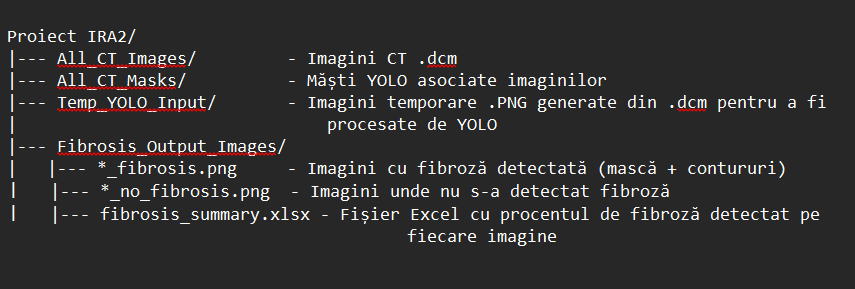 Proiect IRA2/
|--- All_CT_Images/ - Imagini CT .dcm
|--- All_CT_Masks/ - Măști YOLO asociate imaginilor
|--- Temp_YOLO_Input/ - Imagini temporare .PNG generate din .dcm pentru a fi
| procesate de YOLO
|--- Fibrosis_Output_Images/
| |--- *_fibrosis.png - Imagini cu fibroză detectată (mască + contururi)
| |--- *_no_fibrosis.png - Imagini unde nu s-a detectat fibroză
| |--- fibrosis_summary.xlsx - Fișier Excel cu procentul de fibroză detectat pe
fiecare imagine